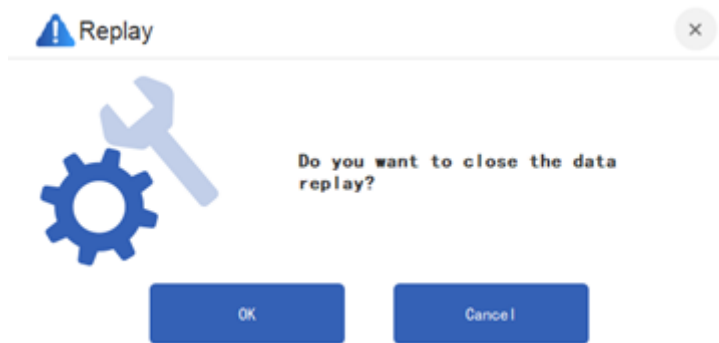 Replay
Do you want to close the data
replay?
OK
Cancel